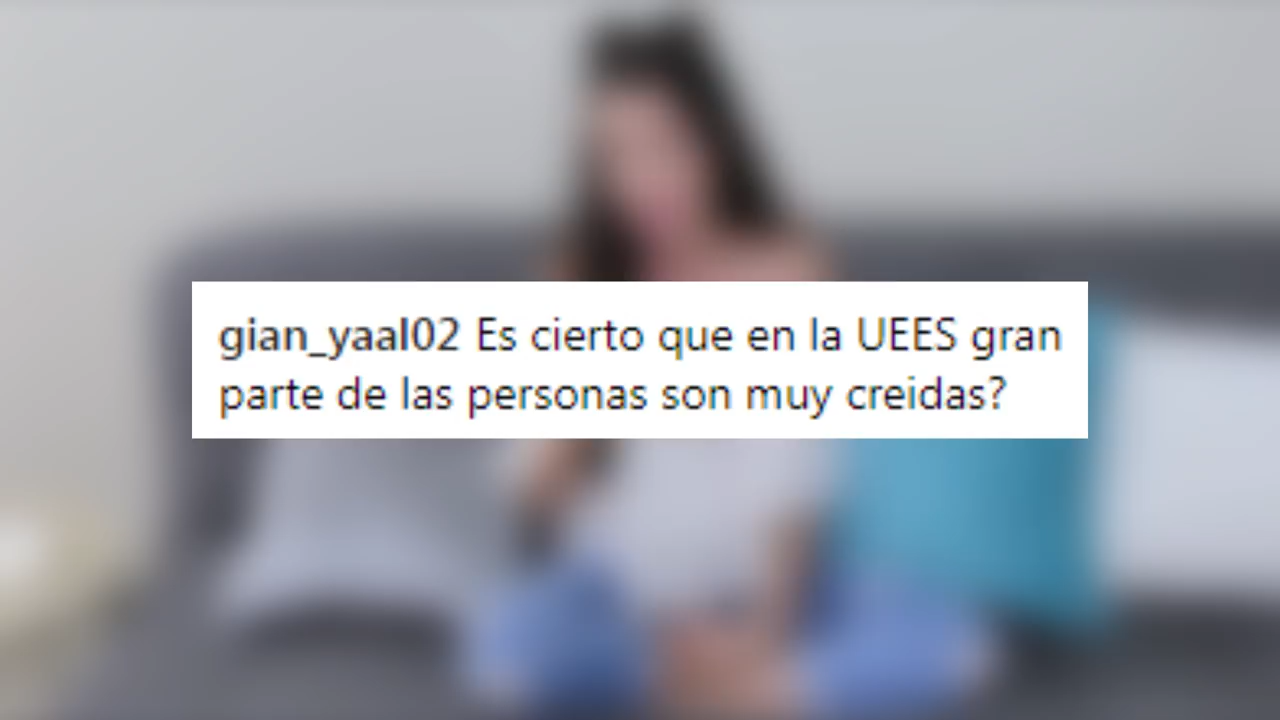 gian_yaal02 Es cierto que en la UEES gran
parte de las personas son muy creidas?